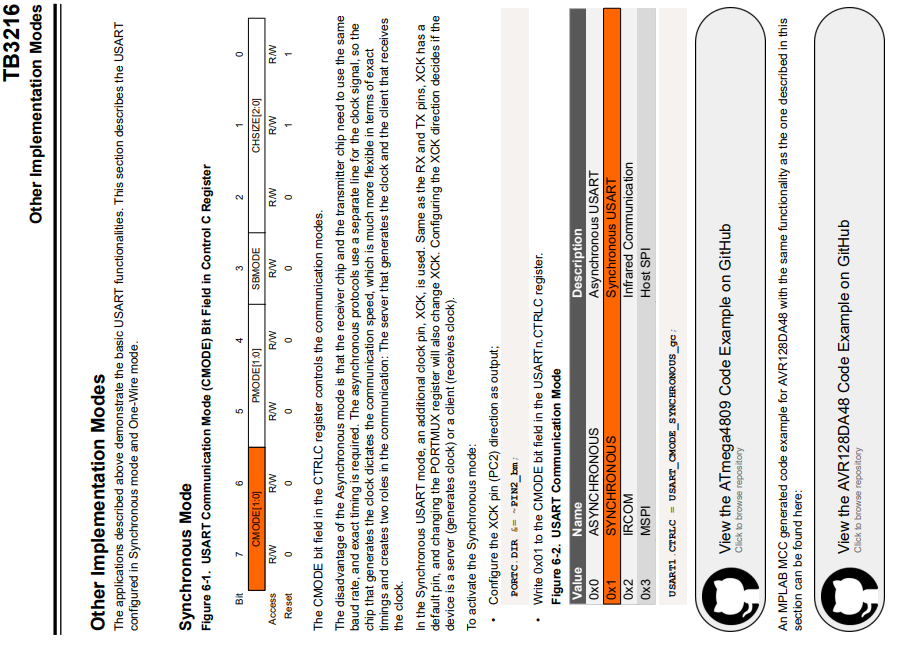 TB3216
Other Implementation Modes
Other Implementation Modes
The applications described above demonstrate the basic USART functionalities. This section describes the USART
configured in Synchronous mode and One-Wire mode.
Synchronous Mode
Figure 6-1. USART Communication Mode (CMODE) Bit Field in Control C Register
Bit 7 6 5 4 3 2 1 0
CMODE[1:0] PMODE[1:0] SBMODE CHSIZE[2:0]
Access R/W R/W R/W R/W R/W R/W R/W R/W
Reset 0 0 0 0 0 0 1 1
The CMODE bit field in the CTRLC register controls the communication modes.
The disadvantage of the Asynchronous mode is that the receiver chip and the transmitter chip need to use the same
baud rate, and exact timing is required. The asynchronous protocols use a separate line for the clock signal, so the
chip that generates the clock dictates the communication speed, which is much more flexible in terms of exact
timings and creates two roles in the communication: The server that generates the clock and the client that receives
the clock.
In the Synchronous USART mode, an additional clock pin, XCK, is used. Same as the RX and TX pins, XCK has a
default pin, and changing the PORTMUX register will also change XCK. Configuring the XCK direction decides if the
device is a server (generates clock) or a client (receives clock).
To activate the Synchronous mode:
• Configure the XCK pin (PC2) direction as output;
PORTC.DIR &= ~PIN2_bm;
• Write 0x01 to the CMODE bit field in the USARTn.CTRLC register.
Figure 6-2. USART Communication Mode
Value Name Description
0x0 ASYNCHRONOUS Asynchronous USART
0x1 SYNCHRONOUS Synchronous USART
0x2 IRCOM Infrared Communication
0x3 MSPI Host SPI
USART1.CTRLC = USART_CMODE_SYNCHRONOUS_gc;
View the ATmega4809 Code Example on GitHub
Click to browse repository
An MPLAB MCC generated code example for AVR128DA48 with the same functionality as the one described in this
section can be found here:
View the AVR128DA48 Code Example on GitHub
Click to browse repository